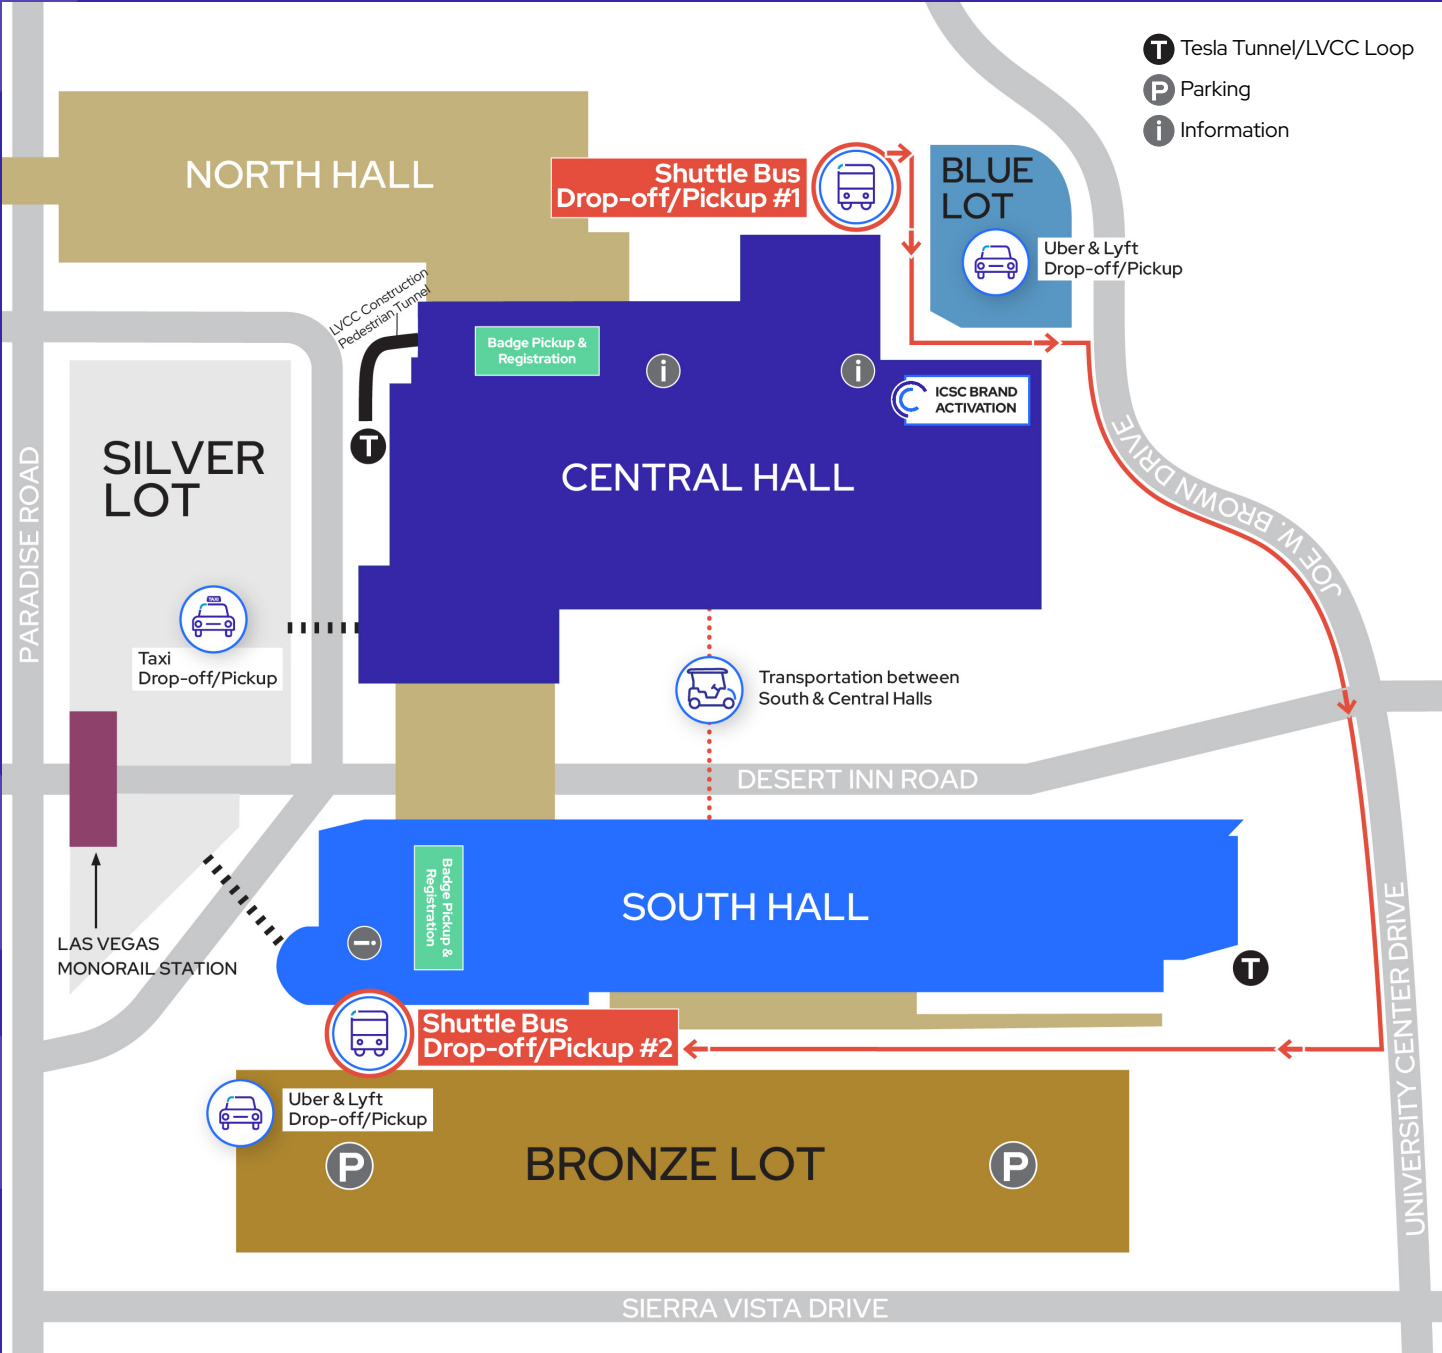 T Tesla Tunnel/LVCC Loop
P Parking
i Information
NORTH HALL
Shuttle Bus
Drop-off/Pickup #1
BLUE
LOT
Uber & Lyft
Drop-off/Pickup
LVCC Construction
Pedestrian Tunnel
Badge Pickup &
Registration
i
i
ICSC BRAND
ACTIVATION
T
SILVER
LOT
CENTRAL HALL
PARADISE ROAD
JOE W. BROWN DRIVE
TAXI
Taxi
Drop-off/Pickup
Transportation between
South & Central Halls
DESERT INN ROAD
Badge Pickup &
Registration
SOUTH HALL
i
LAS VEGAS
MONORAIL STATION
T
Shuttle Bus
Drop-off/Pickup #2
UNIVERSITY CENTER DRIVE
Uber & Lyft
Drop-off/Pickup
P
BRONZE LOT
P
SIERRA VISTA DRIVE